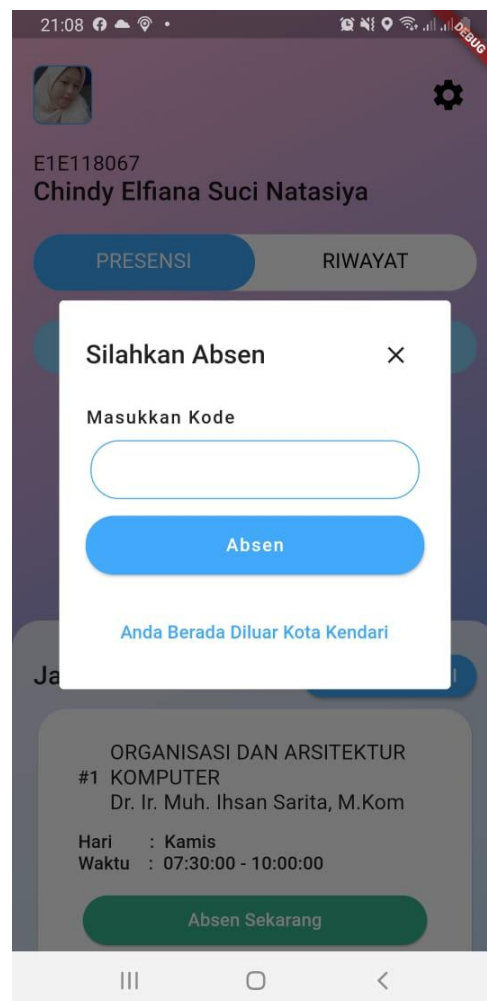 21:08
DEBUG
E1E118067
Chindy Elfiana Suci Natasiya
PRESENSI RIWAYAT
Silahkan Absen
Masukkan Kode
Absen
Anda Berada Diluar Kota Kendari
Ja
ORGANISASI DAN ARSITEKTUR
#1 KOMPUTER
Dr. Ir. Muh. Ihsan Sarita, M.Kom
Hari : Kamis
Waktu : 07:30:00 - 10:00:00
Absen Sekarang